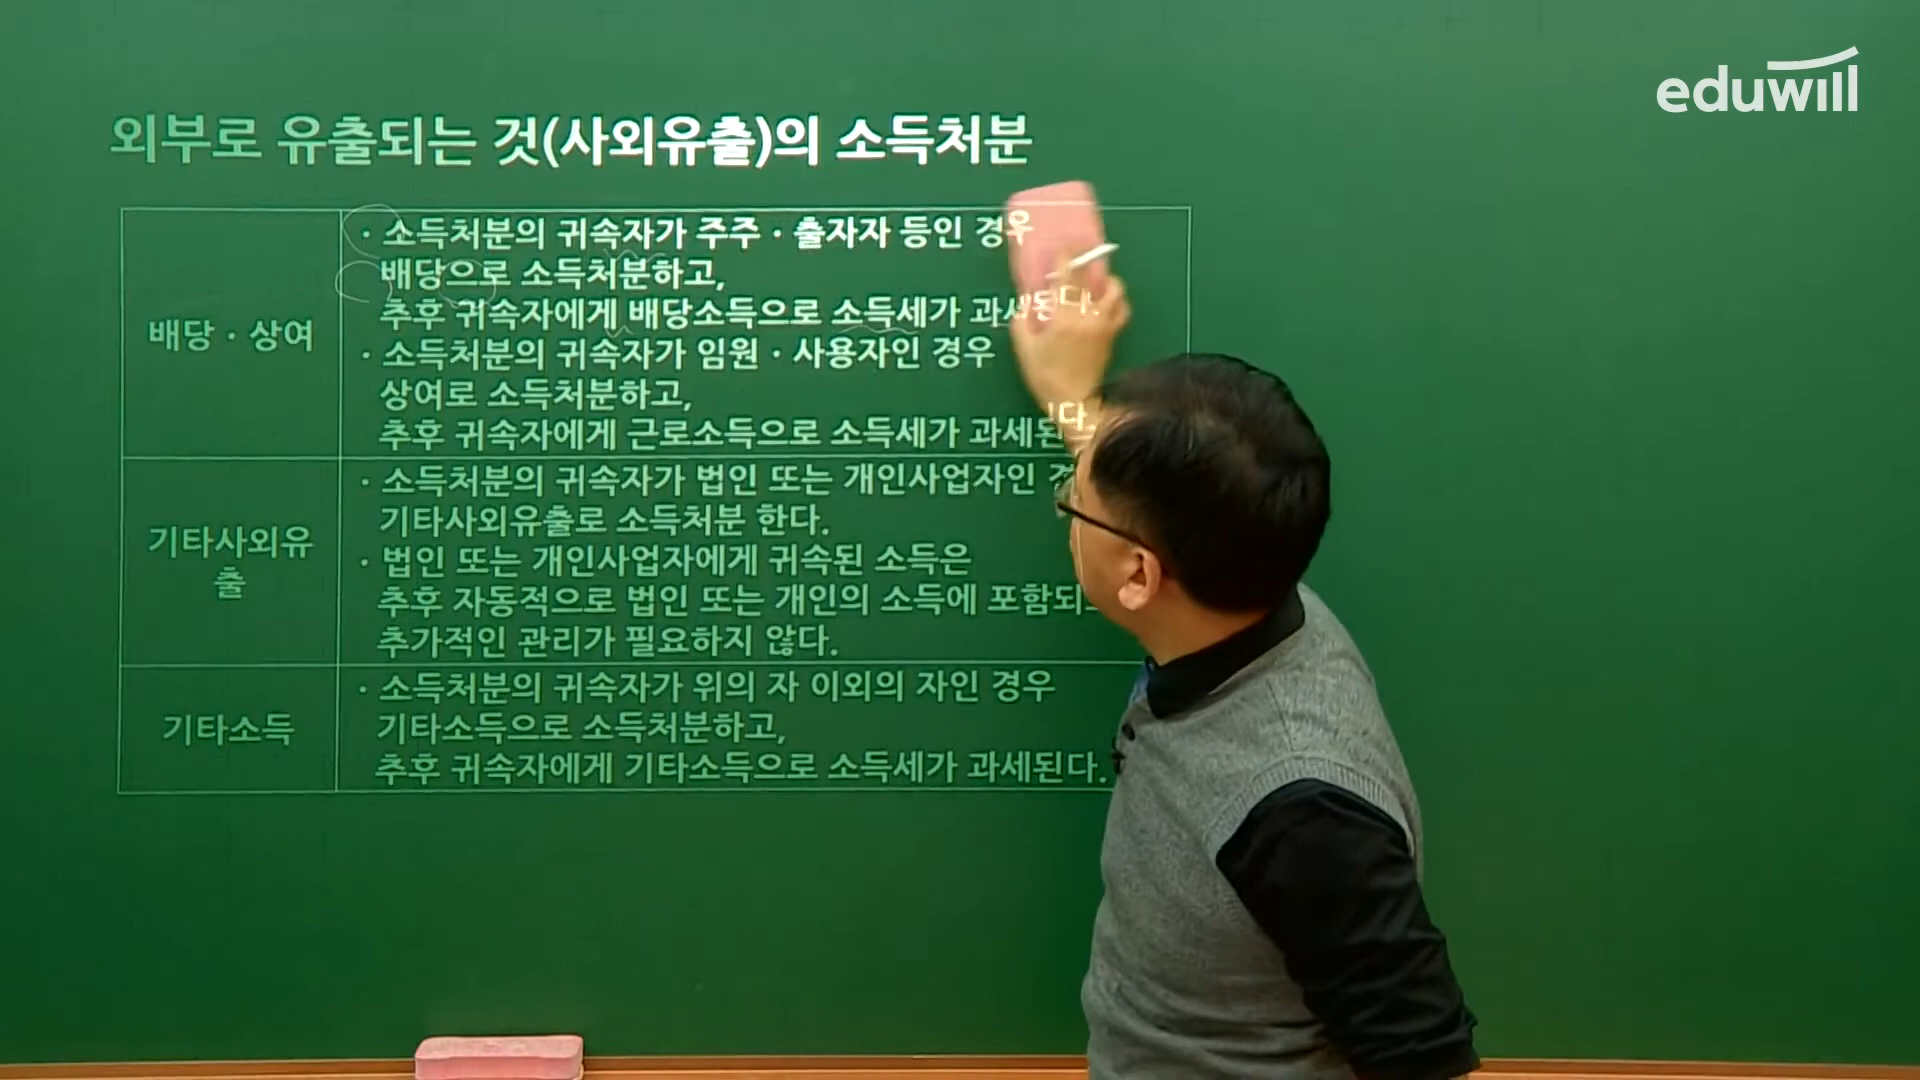 eduwill
외부로 유출되는 것(사외유출)의 소득처분
배당 · 상여
· 소득처분의 귀속자가 주주 · 출자자 등인 경우
배당으로 소득처분하고,
추후 귀속자에게 배당소득으로 소득세가 과세된다.
· 소득처분의 귀속자가 임원 · 사용자인 경우
상여로 소득처분하고,
추후 귀속자에게 근로소득으로 소득세가 과세된다.
기타사외유
출
· 소득처분의 귀속자가 법인 또는 개인사업자인
기타사외유출로 소득처분 한다.
· 법인 또는 개인사업자에게 귀속된 소득은
추후 자동적으로 법인 또는 개인의 소득에
추가적인 관리가 필요하지 않다.
기타소득
· 소득처분의 귀속자가 위의 자 이외의 자인 경우
기타소득으로 소득처분하고,
추후 귀속자에게 기타소득으로 소득세가 과세된다.